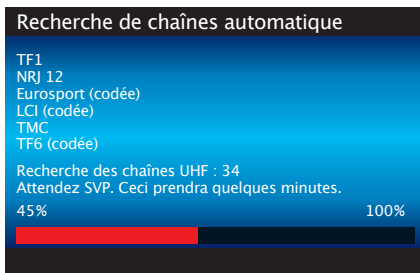 Recherche de chaînes automatique
TF1
NRJ 12
Eurosport (codée)
LCI (codée)
TMC
TF6 (codée)
Recherche des chaînes UHF : 34
Attendez SVP. Ceci prendra quelques minutes.
45% 100%